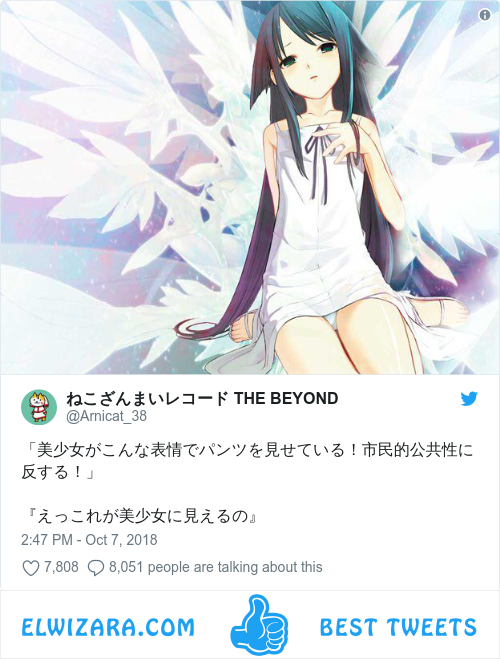 ねこざんまいレコード THE BEYOND
@Arnicat_38
「美少女がこんな表情でパンツを見せている！市民的公共性に
反する！」
『えっこれが美少女に見えるの』
2:47 PM - Oct 7, 2018
7,808 8,051 people are talking about this
ELWIZARA.COM BEST TWEETS